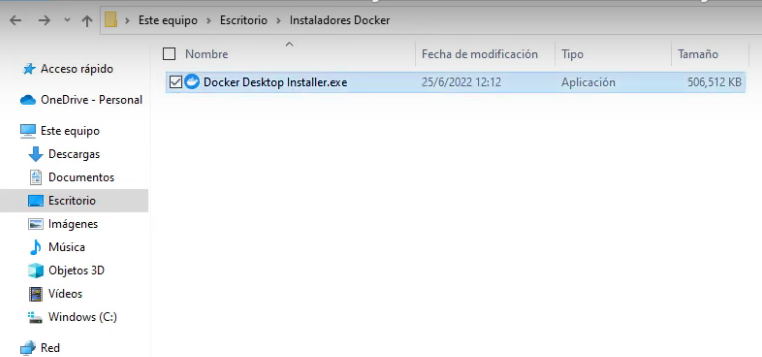 Este equipo > Escritorio > Instaladores Docker
Nombre Fecha de modificación Tipo Tamaño
Docker Desktop Installer.exe 25/6/2022 12:12 Aplicación 506,512 KB
Acceso rápido
OneDrive - Personal
Este equipo
Descargas
Documentos
Escritorio
Imágenes
Música
Objetos 3D
Vídeos
Windows (C:)
Red